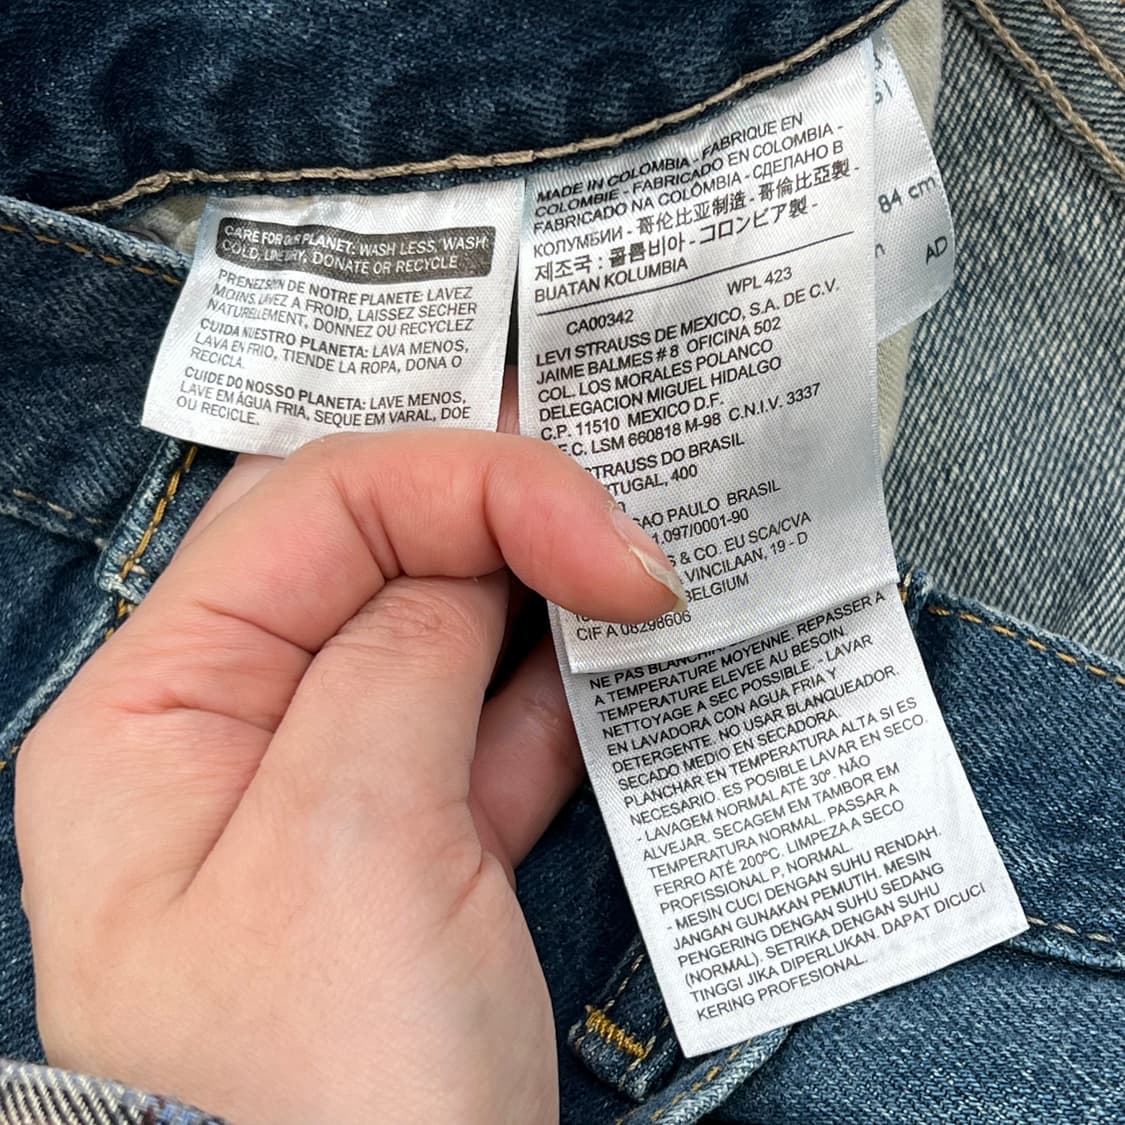 CARE FOR OUR PLANET: WASH LESS, WASH
COLD, LINE DRY, DONATE OR RECYCLE
PRENEZ SOIN DE NOTRE PLANETE: LAVEZ
MOINS, LAVEZ A FROID, LAISSEZ SECHER
NATURELLEMENT, DONNEZ OU RECYCLEZ
CUIDA NUESTRO PLANETA: LAVA MENOS,
LAVA EN FRIO, TIENDE LA ROPA, DONA O
RECICLA.
CUIDE DO NOSSO PLANETA: LAVE MENOS,
LAVE EM ÁGUA FRIA, SEQUE EM VARAL, DOE
OU RECICLE.
MADE IN COLOMBIA - FABRIQUE EN
COLOMBIE - FABRICADO EN COLOMBIA -
FABRICADO NA COLÔMBIA - СДЕЛАНО В
КОЛУМБИИ - 哥伦比亚制造 - 哥倫比亞製 -
제조국 : 콜롬비아 - コロンビア製 -
BUATAN KOLUMBIA
CA00342 WPL 423
LEVI STRAUSS DE MEXICO, S.A. DE C.V.
JAIME BALMES # 8 OFICINA 502
COL. LOS MORALES POLANCO
DELEGACION MIGUEL HIDALGO
C.P. 11510 MEXICO D.F.
F.C. LSM 660818 M-98 C.N.I.V. 3337
STRAUSS DO BRASIL
TUGAL, 400
SAO PAULO BRASIL
1.097/0001-90
S & CO. EU SCA/CVA
VINCILAAN, 19 - D
BELGIUM
CIF A 08298606
NE PAS BLANCHIR. REPASSER A
A TEMPERATURE MOYENNE. REPASSER A
TEMPERATURE ELEVEE AU BESOIN.
NETTOYAGE A SEC POSSIBLE. - LAVAR
EN LAVADORA CON AGUA FRIA Y
DETERGENTE. NO USAR BLANQUEADOR.
SECADO MEDIO EN SECADORA.
PLANCHAR EN TEMPERATURA ALTA SI ES
NECESARIO. ES POSIBLE LAVAR EN SECO.
- LAVAGEM NORMAL ATÉ 30º. NÃO
ALVEJAR. SECAGEM EM TAMBOR EM
TEMPERATURA NORMAL. PASSAR A
FERRO ATÉ 200ºC. LIMPEZA A SECO
PROFISSIONAL P, NORMAL.
- MESIN CUCI DENGAN SUHU RENDAH.
JANGAN GUNAKAN PEMUTIH. MESIN
PENGERING DENGAN SUHU SEDANG
(NORMAL). SETRIKA DENGAN SUHU
TINGGI JIKA DIPERLUKAN. DAPAT DICUCI
KERING PROFESIONAL.
84 cm
AD